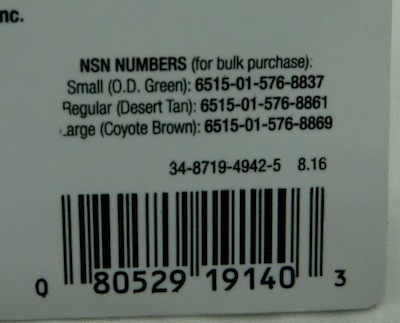 nc.
NSN NUMBERS (for bulk purchase):
Small (O.D. Green): 6515-01-576-8837
Regular (Desert Tan): 6515-01-576-8861
Large (Coyote Brown): 6515-01-576-8869
34-8719-4942-5 8.16
0 80529 19140 3